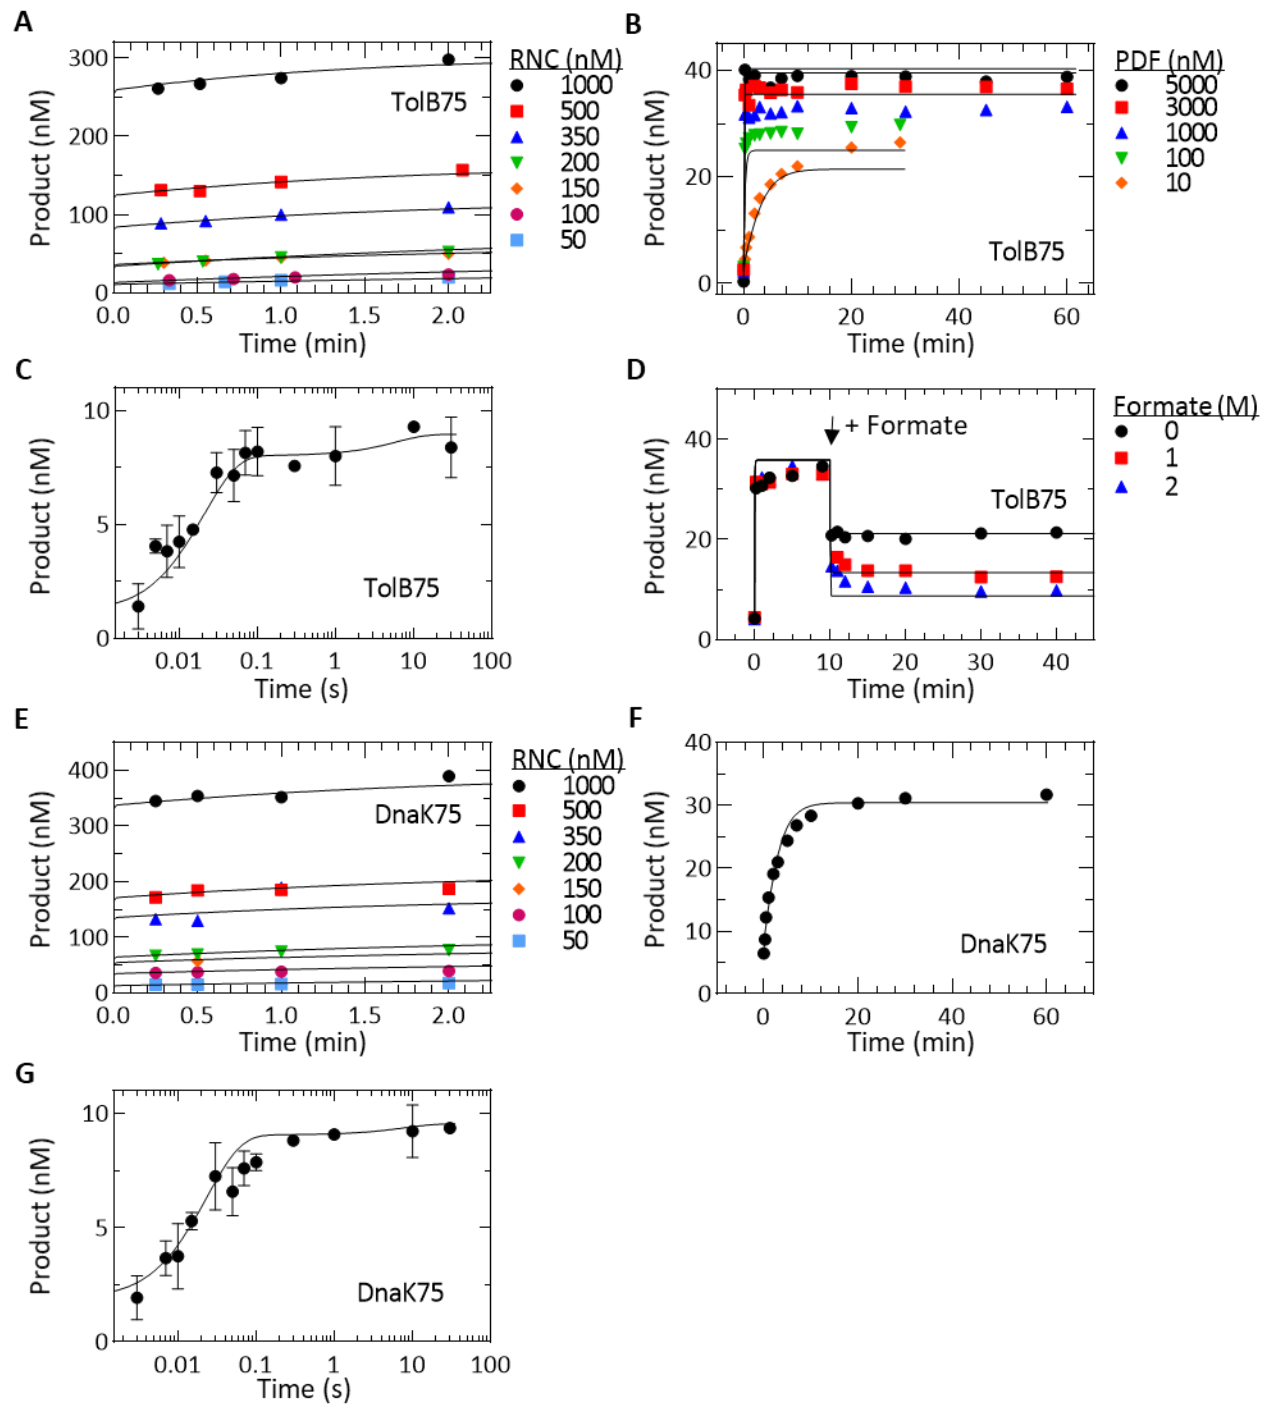 A
Product (nM)
300
200
100
0
0.0 0.5 1.0 1.5 2.0
Time (min)
TolB75
RNC (nM)
1000
500
350
200
150
100
50
B
Product (nM)
40
20
0
0 20 40 60
Time (min)
TolB75
PDF (nM)
5000
3000
1000
100
10
C
Product (nM)
10
5
0
0.01 0.1 1 10 100
Time (s)
TolB75
D
Product (nM)
40
20
0
0 10 20 30 40
Time (min)
+ Formate
TolB75
Formate (M)
0
1
2
E
Product (nM)
400
300
200
100
0
0.0 0.5 1.0 1.5 2.0
Time (min)
DnaK75
RNC (nM)
1000
500
350
200
150
100
50
F
Product (nM)
40
30
20
10
0
0 20 40 60
Time (min)
DnaK75
G
Product (nM)
10
5
0
0.01 0.1 1 10 100
Time (s)
DnaK75